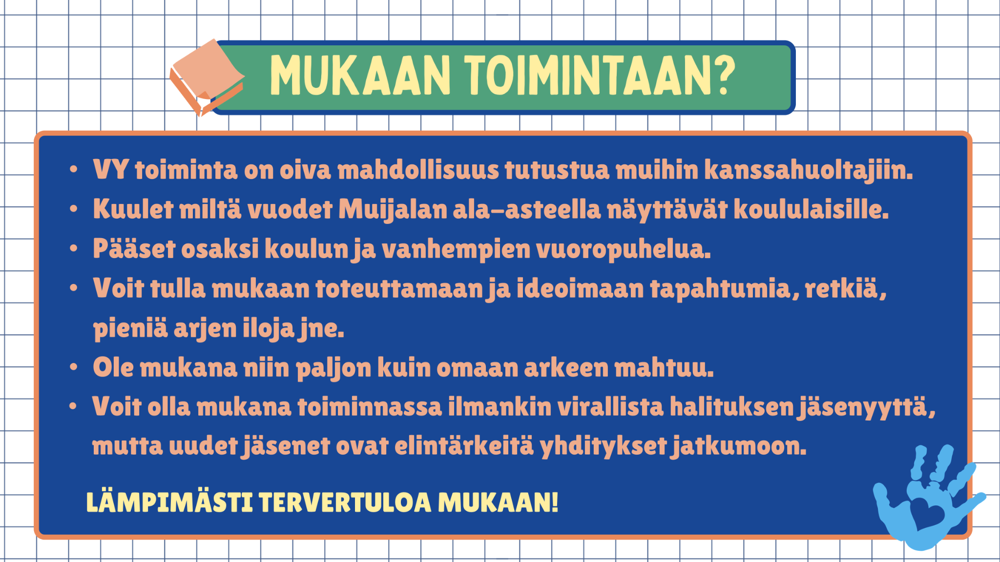 MUKAAN TOIMINTAAN?
• VY toiminta on oiva mahdollisuus tutustua muihin kanssahuoltajiin.
• Kuulet miltä vuodet Muijalan ala-asteella näyttävät koululaisille.
• Pääset osaksi koulun ja vanhempien vuoropuhelua.
• Voit tulla mukaan toteuttamaan ja ideoimaan tapahtumia, retkiä,
pieniä arjen iloja jne.
• Ole mukana niin paljon kuin omaan arkeen mahtuu.
• Voit olla mukana toiminnassa ilmankin virallista halituksen jäsenyyttä,
mutta uudet jäsenet ovat elintärkeitä yhditykset jatkumoon.
LÄMPIMÄSTI TERVERTULOA MUKAAN!